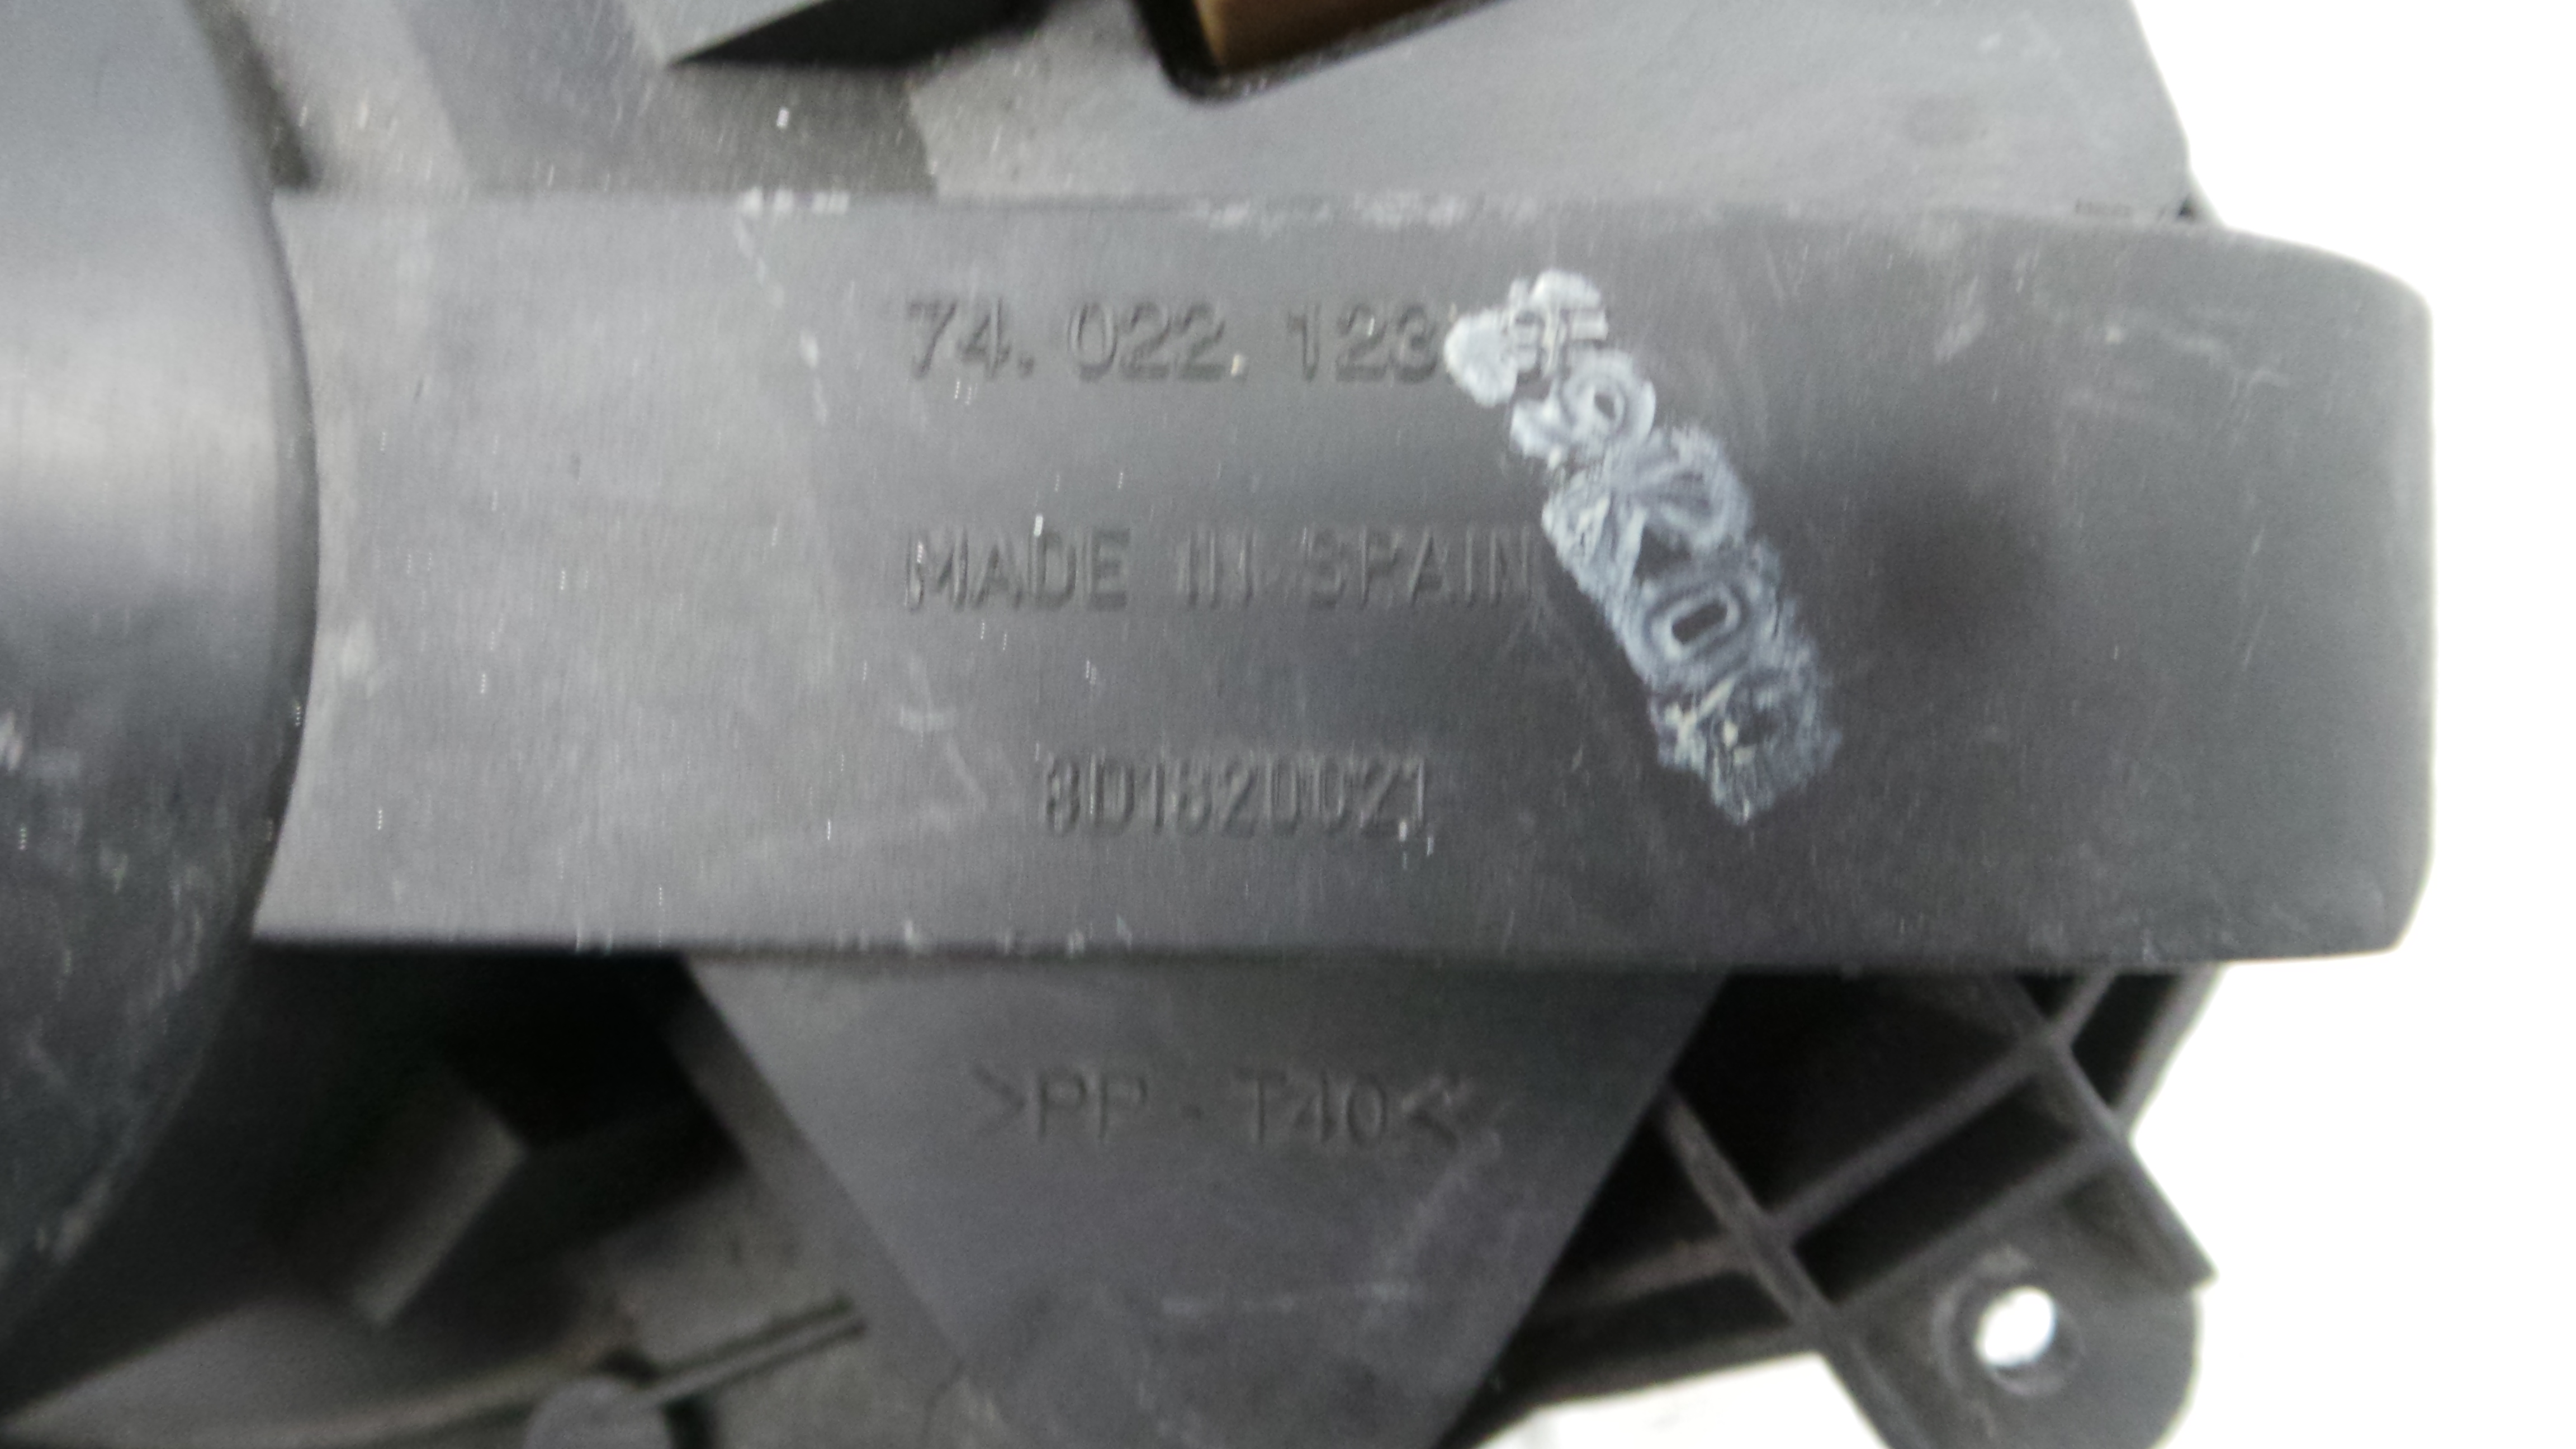 74.022.123
MADE IN SPAIN
8D1820021
>PP-T40<